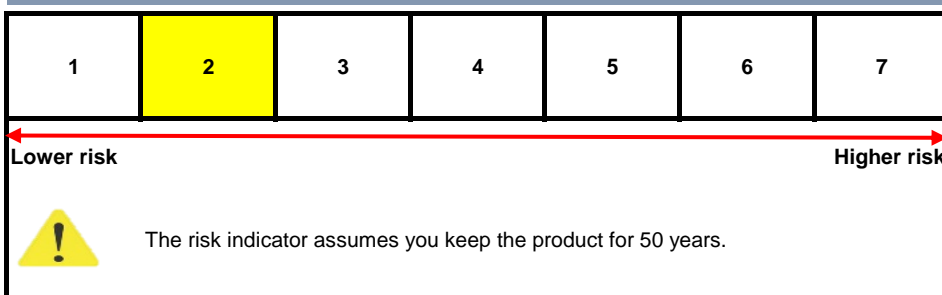 1 2 3 4 5 6 7
Lower risk Higher risk
The risk indicator assumes you keep the product for 50 years.